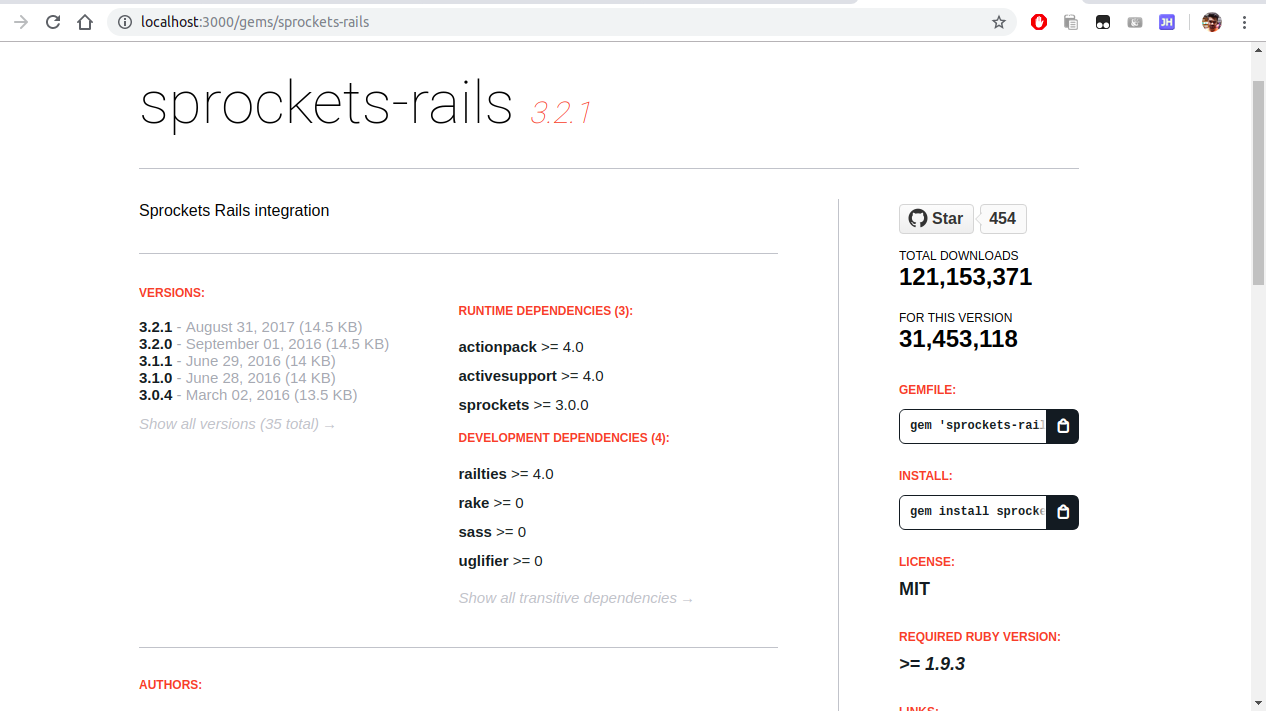 localhost:3000/gems/sprockets-rails
JH
sprockets-rails 3.2.1
Sprockets Rails integration
VERSIONS:
3.2.1 - August 31, 2017 (14.5 KB)
3.2.0 - September 01, 2016 (14.5 KB)
3.1.1 - June 29, 2016 (14 KB)
3.1.0 - June 28, 2016 (14 KB)
3.0.4 - March 02, 2016 (13.5 KB)
Show all versions (35 total) →
RUNTIME DEPENDENCIES (3):
actionpack >= 4.0
activesupport >= 4.0
sprockets >= 3.0.0
DEVELOPMENT DEPENDENCIES (4):
railties >= 4.0
rake >= 0
sass >= 0
uglifier >= 0
Show all transitive dependencies →
AUTHORS:
Star 454
TOTAL DOWNLOADS
121,153,371
FOR THIS VERSION
31,453,118
GEMFILE:
gem 'sprockets-rail
INSTALL:
gem install sprocke
LICENSE:
MIT
REQUIRED RUBY VERSION:
>= 1.9.3
LINKS: